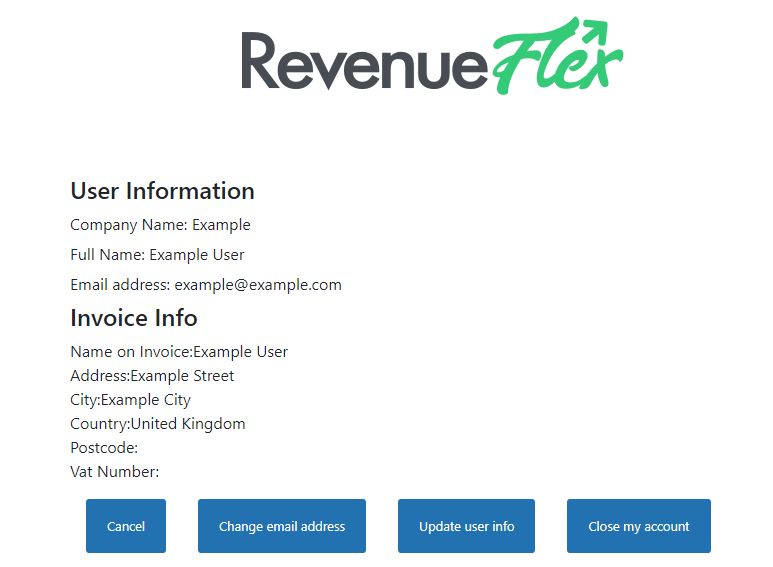 RevenueFlex
User Information
Company Name: Example
Full Name: Example User
Email address: example@example.com
Invoice Info
Name on Invoice:Example User
Address:Example Street
City:Example City
Country:United Kingdom
Postcode:
Vat Number:
Cancel Change email address Update user info Close my account